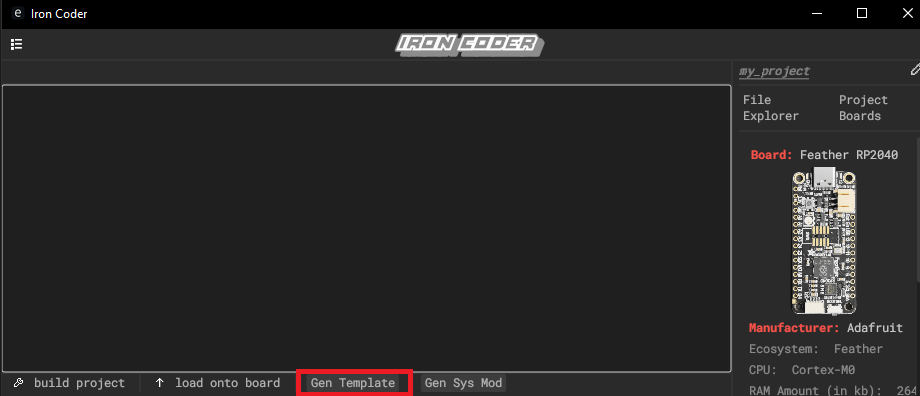 Iron Coder
IRON CODER
my_project
File Explorer
Project Boards
Board: Feather RP2040
Manufacturer: Adafruit
Ecosystem: Feather
CPU: Cortex-M0
RAM Amount (in kb): 264
build project
load onto board
Gen Template
Gen Sys Mod